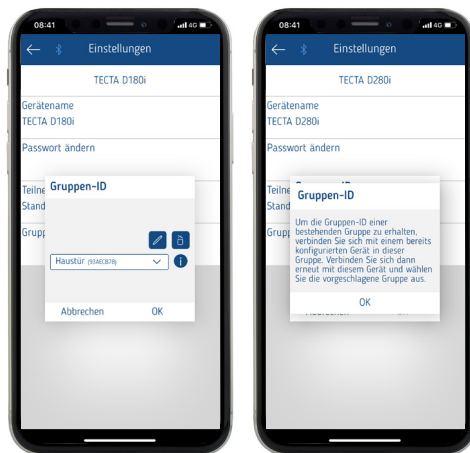 08:41
4G
Einstellungen
TECTA D180i
Gerätename
TECTA D180i
Passwort ändern
Teilne
Stand
Grupp
Gruppen-ID
Haustür (93AECB78)
Abbrechen
OK
08:41
4G
Einstellungen
TECTA D280i
Gerätename
TECTA D280i
Passwort ändern
Teilne
Stand
Grupp
Gruppen-ID
Um die Gruppen-ID einer
bestehenden Gruppe zu erhalten,
verbinden Sie sich mit einem bereits
konfigurierten Gerät in dieser
Gruppe. Verbinden Sie sich dann
erneut mit diesem Gerät und wählen
Sie die vorgeschlagene Gruppe aus.
OK